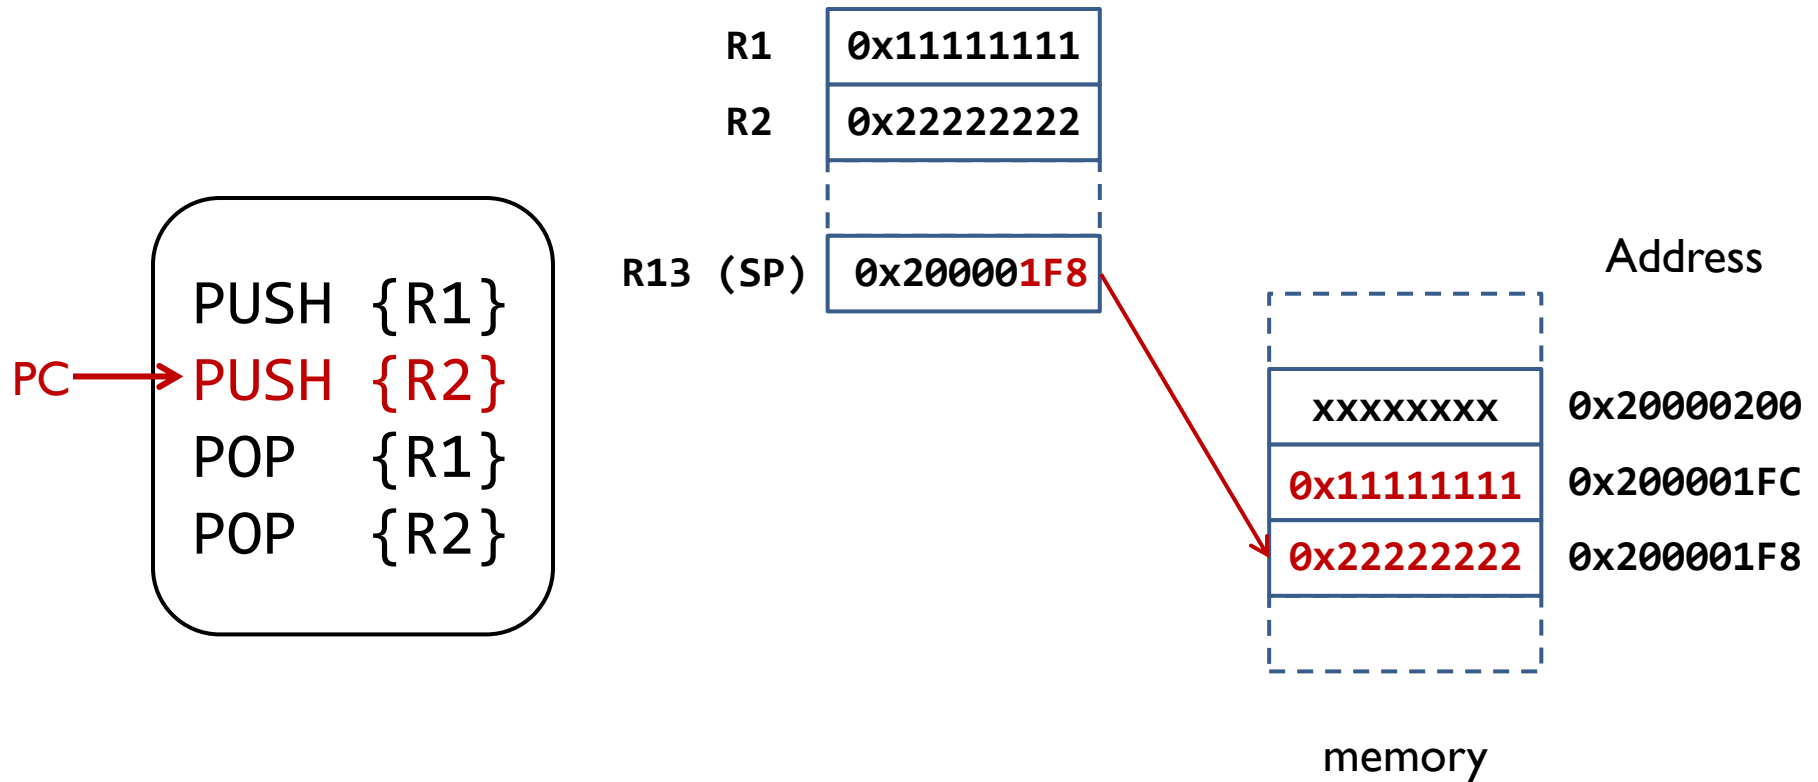 R1 0x11111111
R2 0x22222222
R13 (SP) 0x200001F8
PUSH {R1}
PC PUSH {R2}
POP {R1}
POP {R2}
Address
xxxxxxxx 0x20000200
0x11111111 0x200001FC
0x22222222 0x200001F8
memory